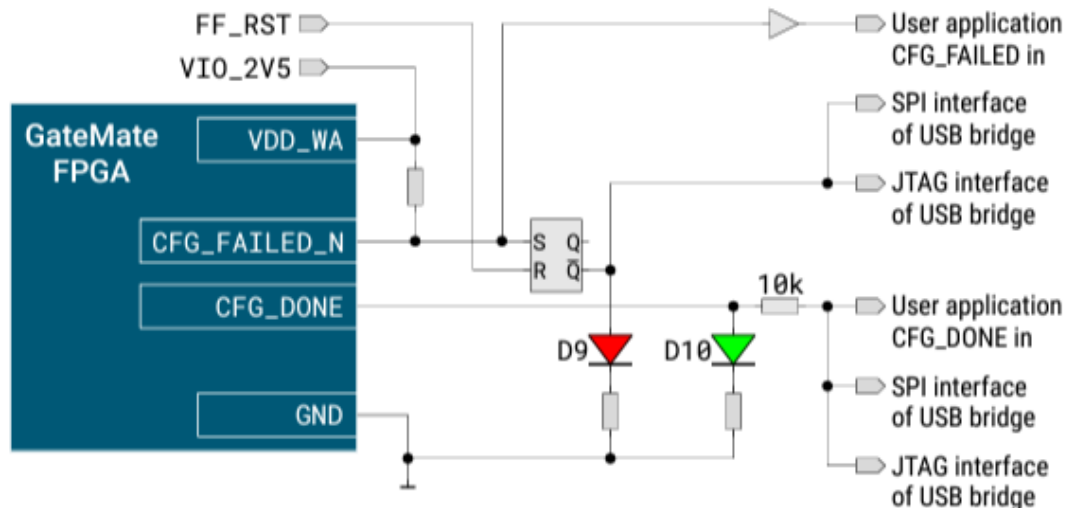 FF_RST
User application
CFG_FAILED in
VIO_2V5
SPI interface
of USB bridge
GateMate
FPGA
VDD_WA
JTAG interface
of USB bridge
CFG_FAILED_N
S Q
R Q̅
10k
CFG_DONE
User application
CFG_DONE in
D9
D10
SPI interface
of USB bridge
GND
JTAG interface
of USB bridge